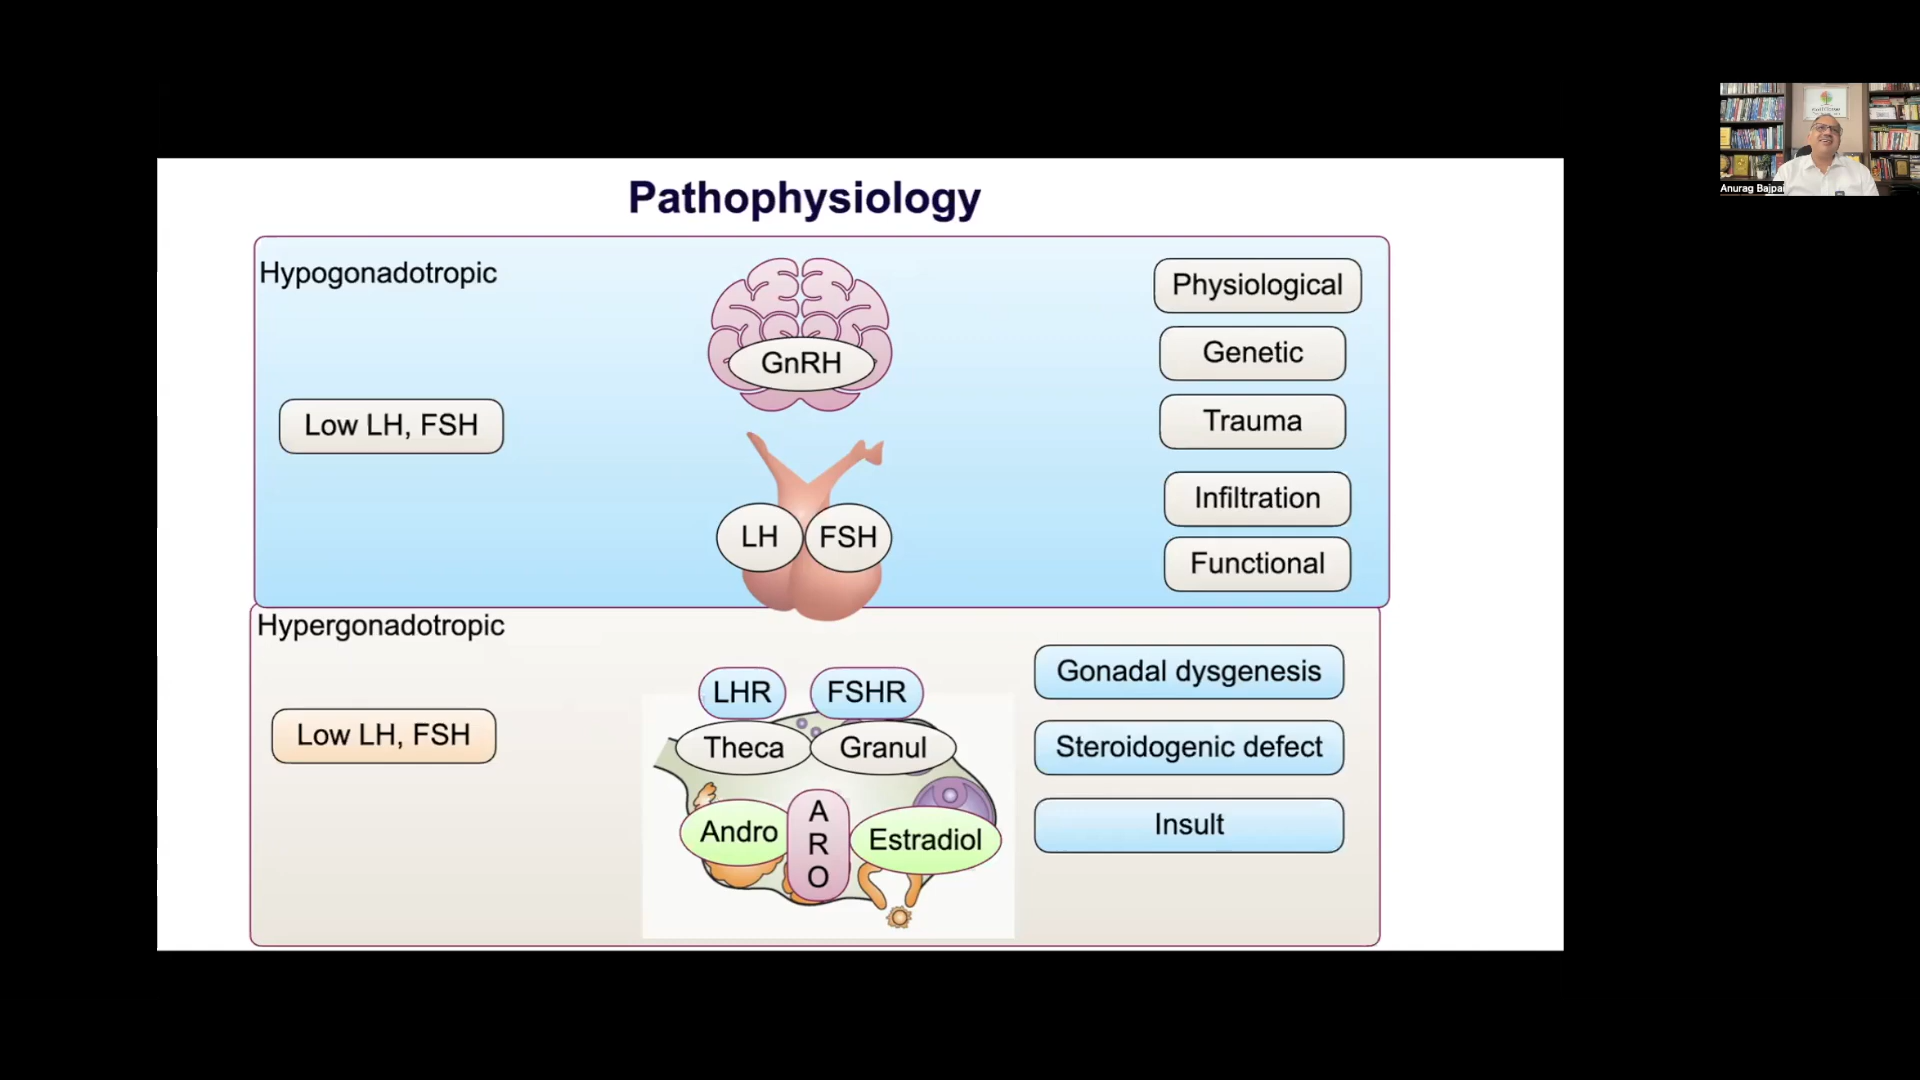 Pathophysiology
Hypogonadotropic
Low LH, FSH
GnRH
LH
FSH
Physiological
Genetic
Trauma
Infiltration
Functional
Hypergonadotropic
Low LH, FSH
LHR
FSHR
Theca
Granul
Andro
A
R
O
Estradiol
Gonadal dysgenesis
Steroidogenic defect
Insult
Anurag Bajpai